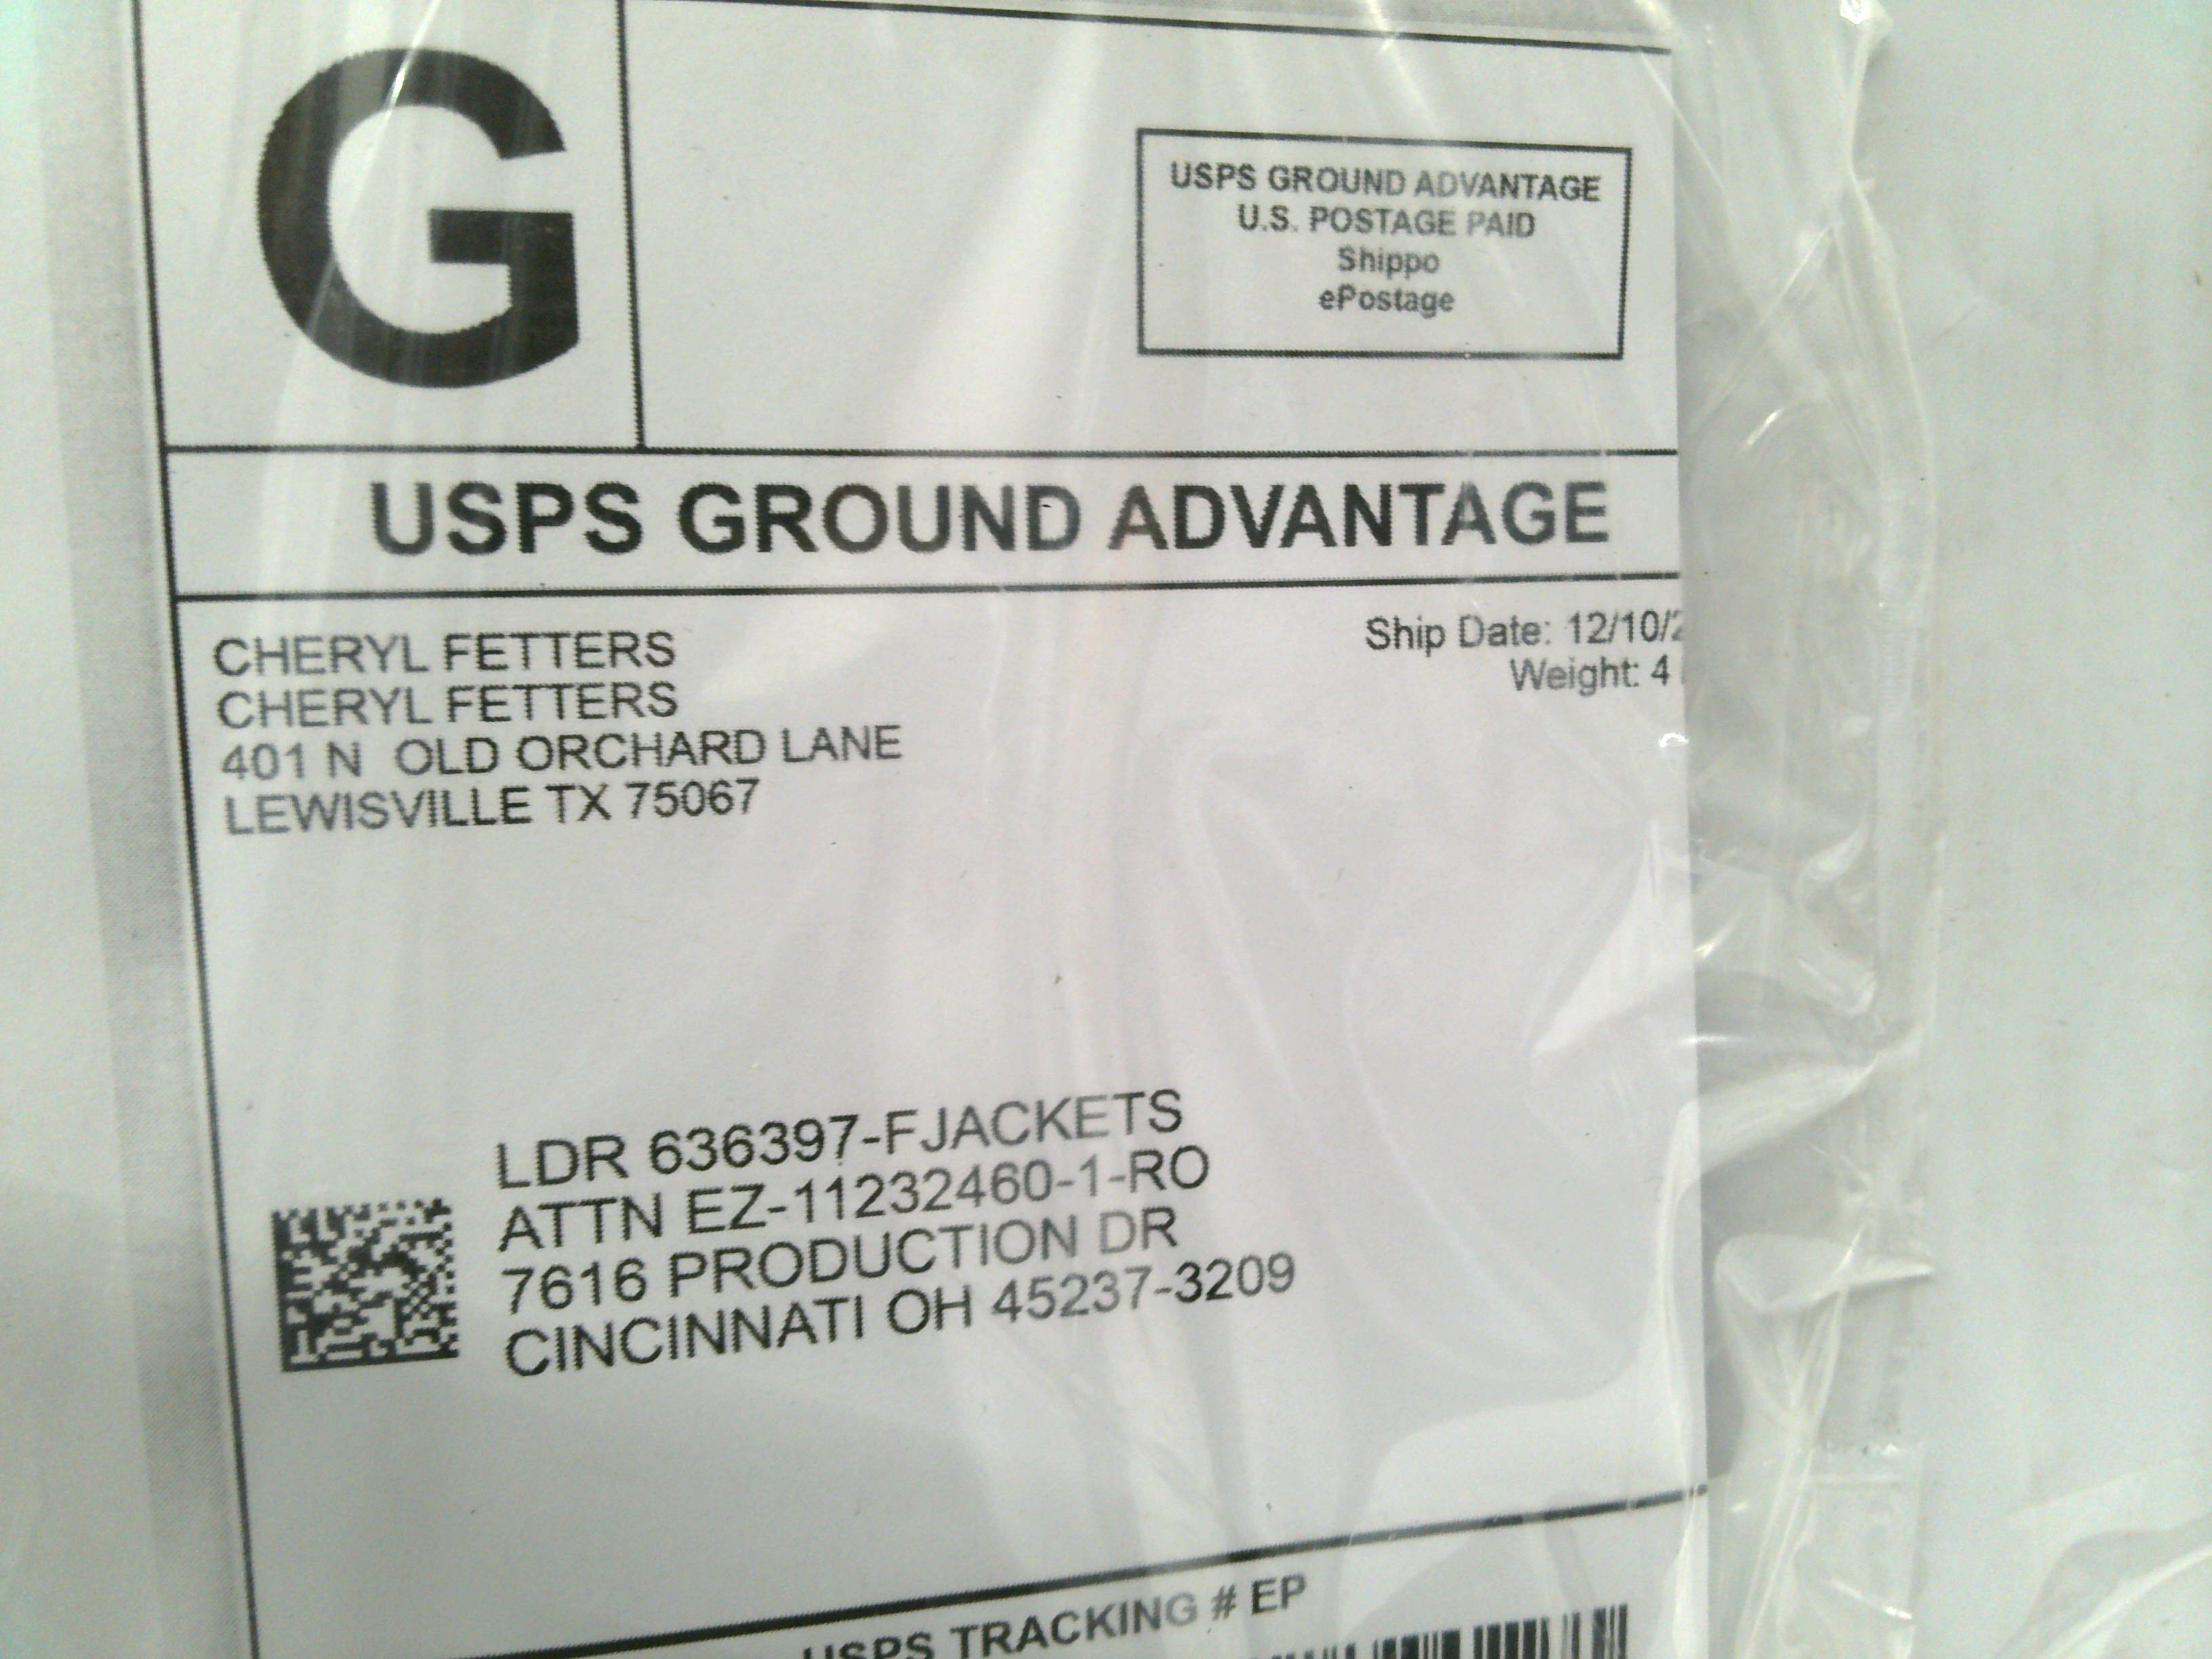 G
USPS GROUND ADVANTAGE
U.S. POSTAGE PAID
Shippo
ePostage
USPS GROUND ADVANTAGE
CHERYL FETTERS
CHERYL FETTERS
401 N OLD ORCHARD LANE
LEWISVILLE TX 75067
Ship Date: 12/10/2
Weight: 4
LDR 636397-FJACKETS
ATTN EZ-11232460-1-RO
7616 PRODUCTION DR
CINCINNATI OH 45237-3209
USPS TRACKING # EP